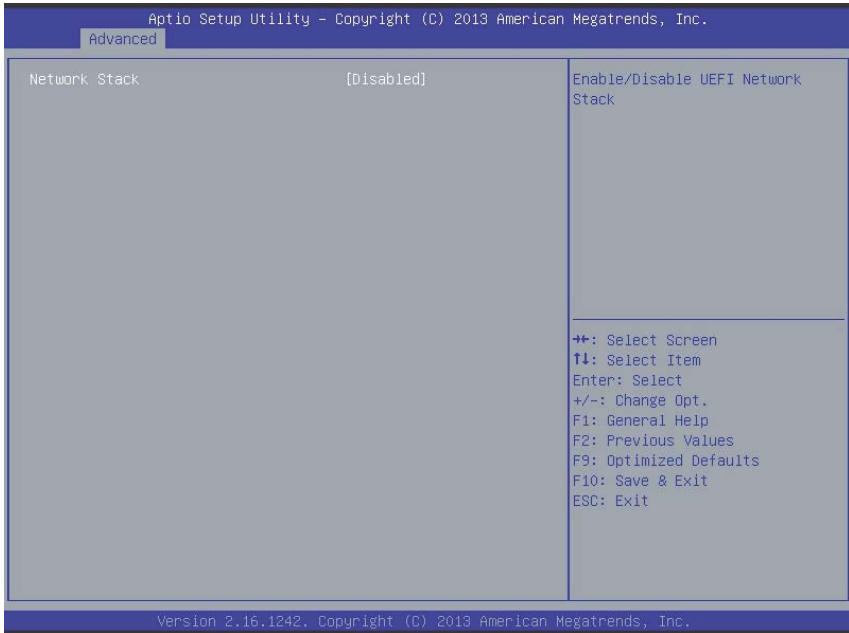 Aptio Setup Utility – Copyright (C) 2013 American Megatrends, Inc.
Advanced
Network Stack [Disabled]
Enable/Disable UEFI Network
Stack
→←: Select Screen
↑↓: Select Item
Enter: Select
+/-: Change Opt.
F1: General Help
F2: Previous Values
F9: Optimized Defaults
F10: Save & Exit
ESC: Exit
Version 2.16.1242. Copyright (C) 2013 American Megatrends, Inc.